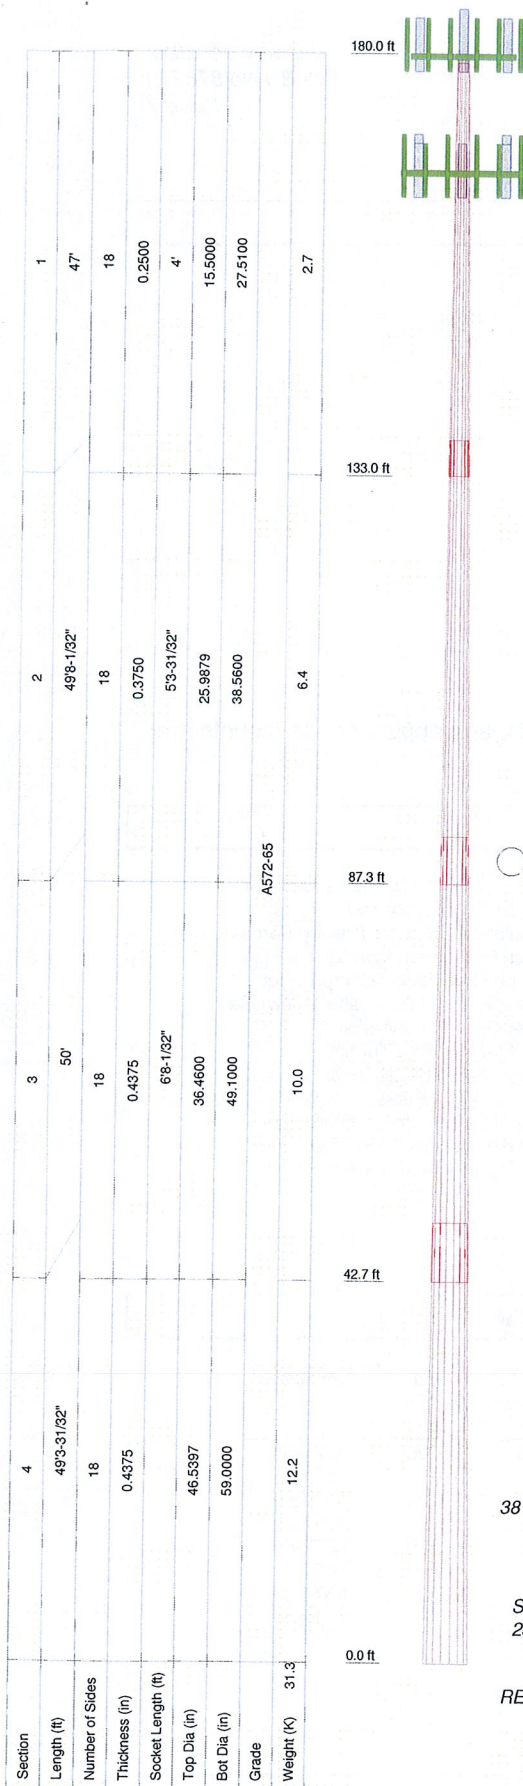 180.0 ft
1
47'
18
0.2500
4'
15.5000
27.5100
2.7
133.0 ft
2
49'8-1/32"
18
0.3750
5'3-31/32"
25.9879
38.5600
6.4
A572-65
87.3 ft
3
50'
18
0.4375
6'8-1/32"
36.4600
49.1000
10.0
42.7 ft
4
49'3-31/32"
18
0.4375
46.5397
59.0000
12.2
38
S
0.0 ft
RE
Section
Length (ft)
Number of Sides
Thickness (in)
Socket Length (ft)
Top Dia (in)
Bot Dia (in)
Grade
Weight (K) 31.3